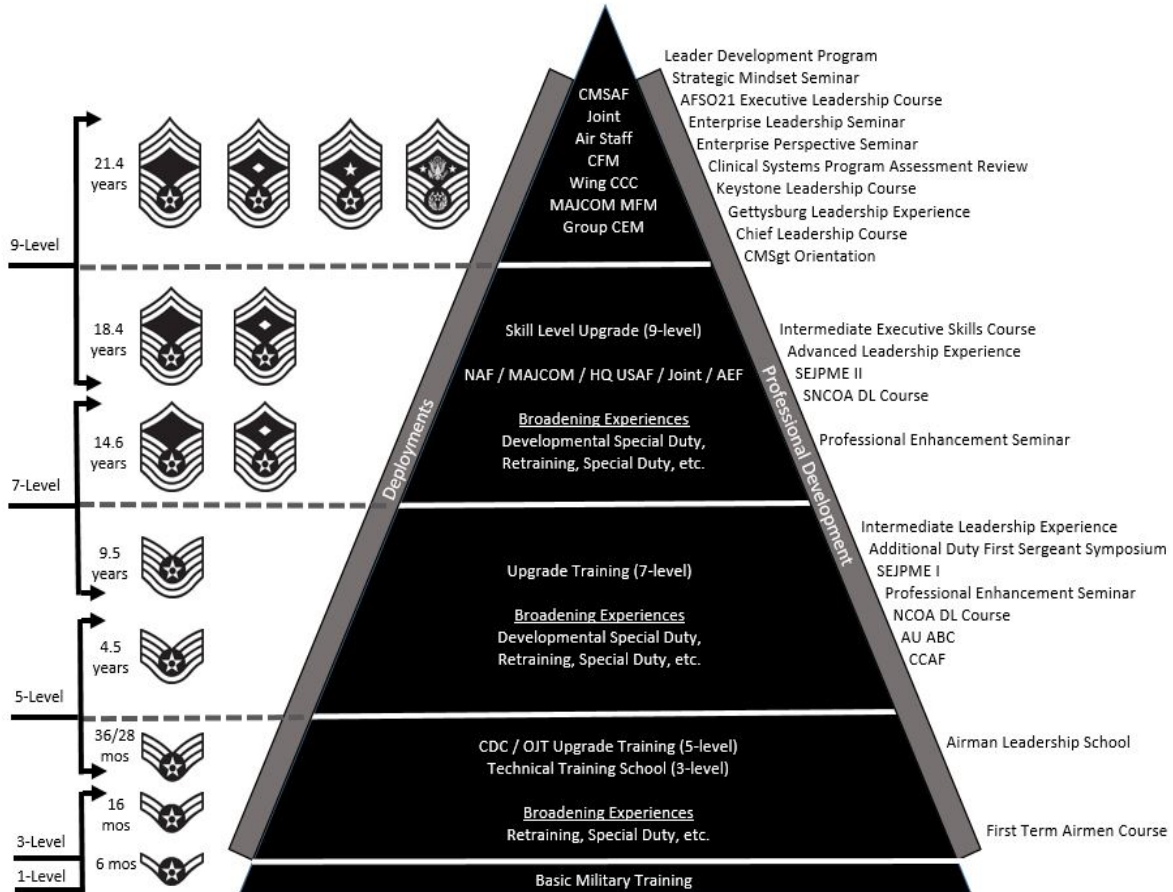 Leader Development Program
Strategic Mindset Seminar
AFSO21 Executive Leadership Course
Enterprise Leadership Seminar
Enterprise Perspective Seminar
Clinical Systems Program Assessment Review
Keystone Leadership Course
Gettysburg Leadership Experience
Chief Leadership Course
CMSgt Orientation
CMSAF
Joint
Air Staff
CFM
Wing CCC
MAJCOM MFM
Group CEM
21.4
years
9-Level
18.4
years
Skill Level Upgrade (9-level)
NAF / MAJCOM / HQ USAF / Joint / AEF
Broadening Experiences
Developmental Special Duty,
Retraining, Special Duty, etc.
Intermediate Executive Skills Course
Advanced Leadership Experience
SEJPME II
SNCOA DL Course
Professional Enhancement Seminar
Deployments
Professional Development
14.6
years
7-Level
9.5
years
Upgrade Training (7-level)
Broadening Experiences
Developmental Special Duty,
Retraining, Special Duty, etc.
Intermediate Leadership Experience
Additional Duty First Sergeant Symposium
SEJPME I
Professional Enhancement Seminar
NCOA DL Course
AU ABC
CCAF
4.5
years
5-Level
36/28
mos
CDC / OJT Upgrade Training (5-level)
Technical Training School (3-level)
Broadening Experiences
Retraining, Special Duty, etc.
Airman Leadership School
First Term Airmen Course
16
mos
3-Level
6 mos
1-Level
Basic Military Training